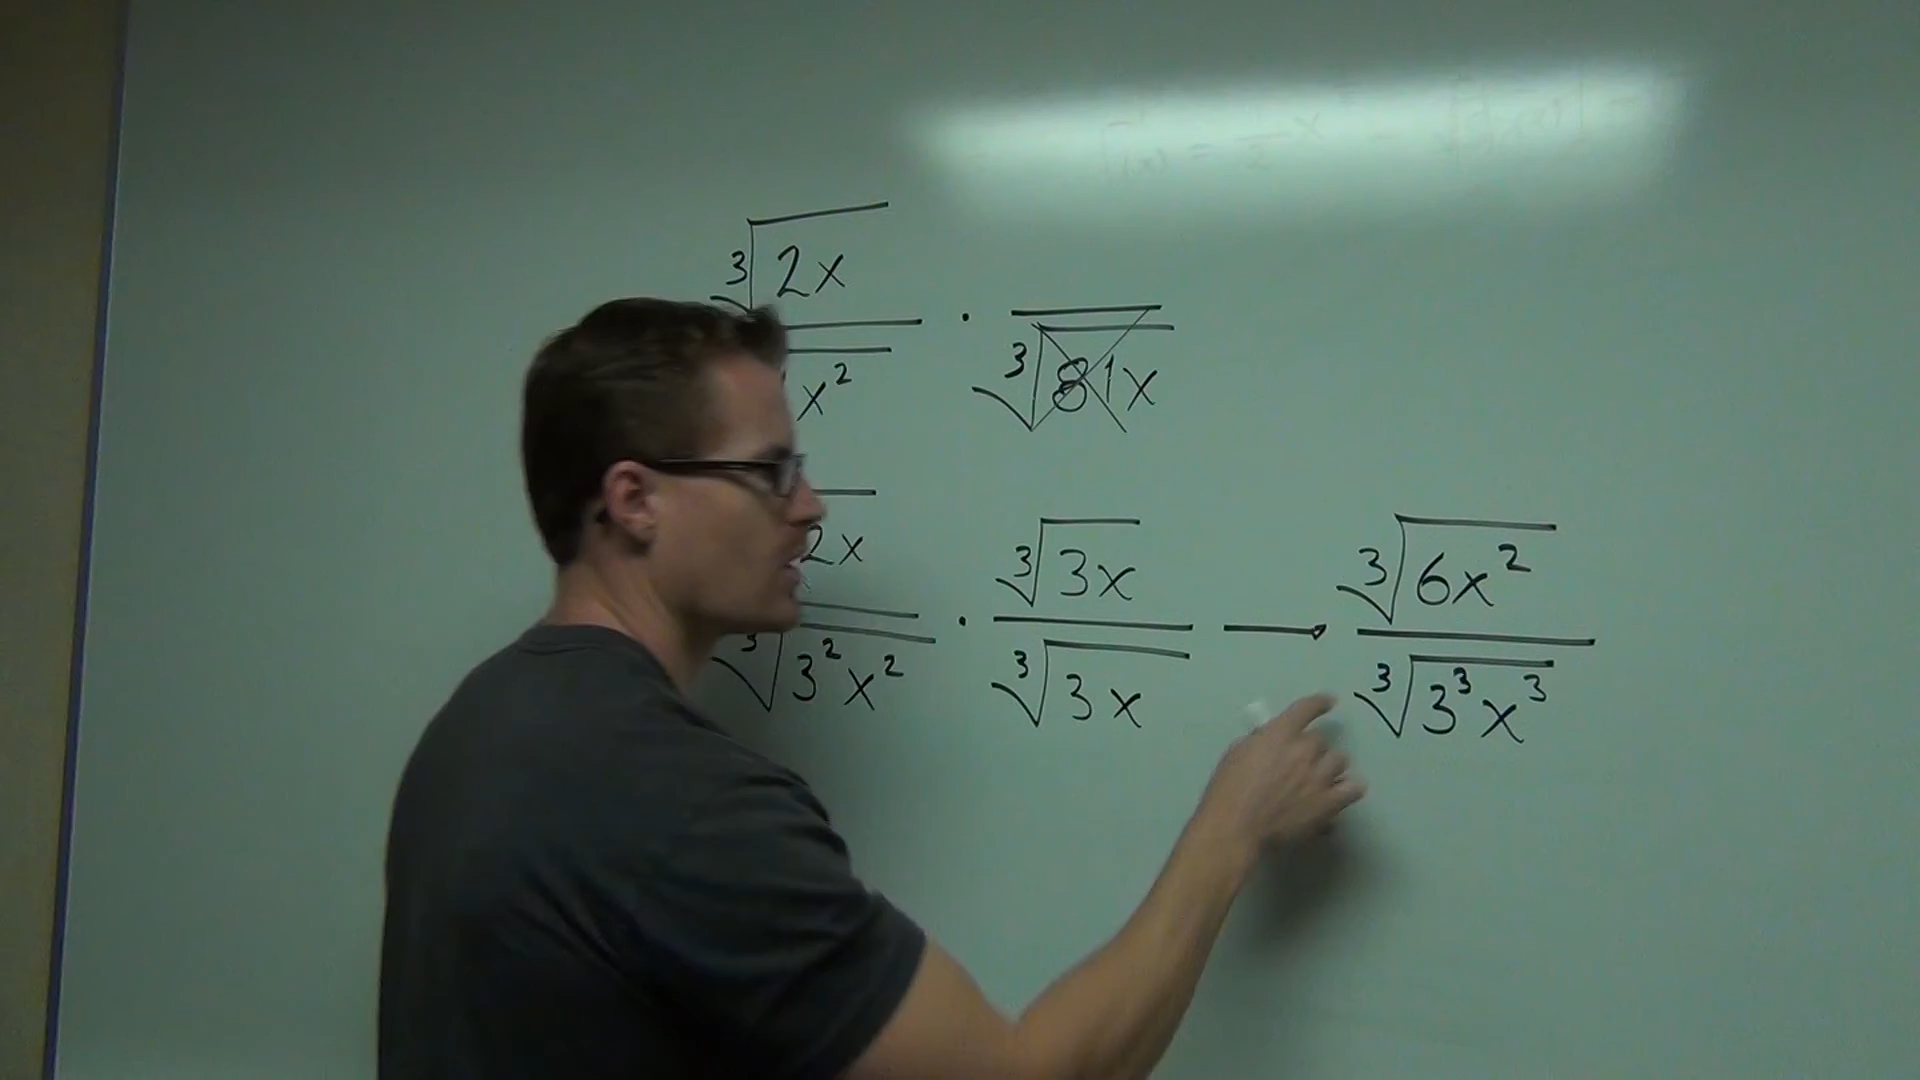 ∛2x
x² · ∛81x
2x · ∛3x → ∛6x²
∛3²x² ∛3x ∛3³x³